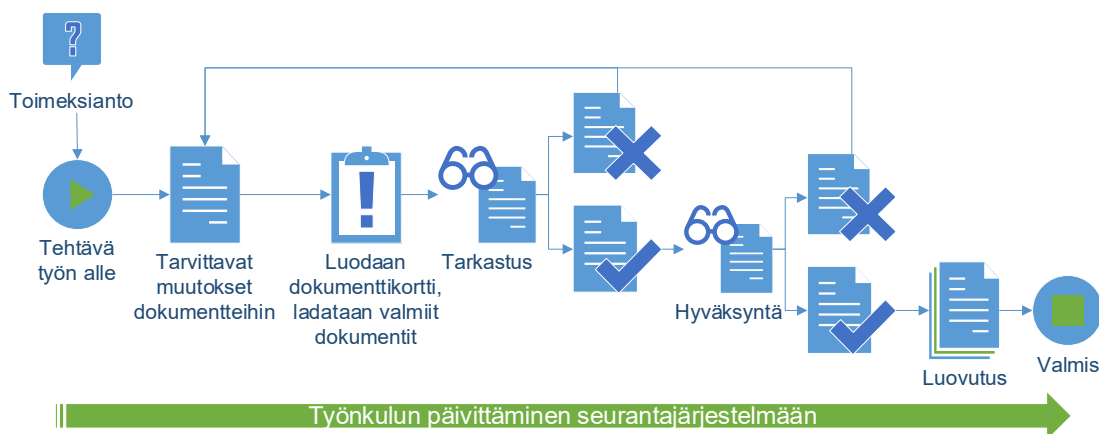 ?
Toimeksianto
Tehtävä
työn alle
Tarvittavat
muutokset
dokumentteihin
!
Luodaan
dokumenttikortti,
ladataan valmiit
dokumentit
Tarkastus
Hyväksyntä
Luovutus
Valmis
Työnkulun päivittäminen seurantajärjestelmään